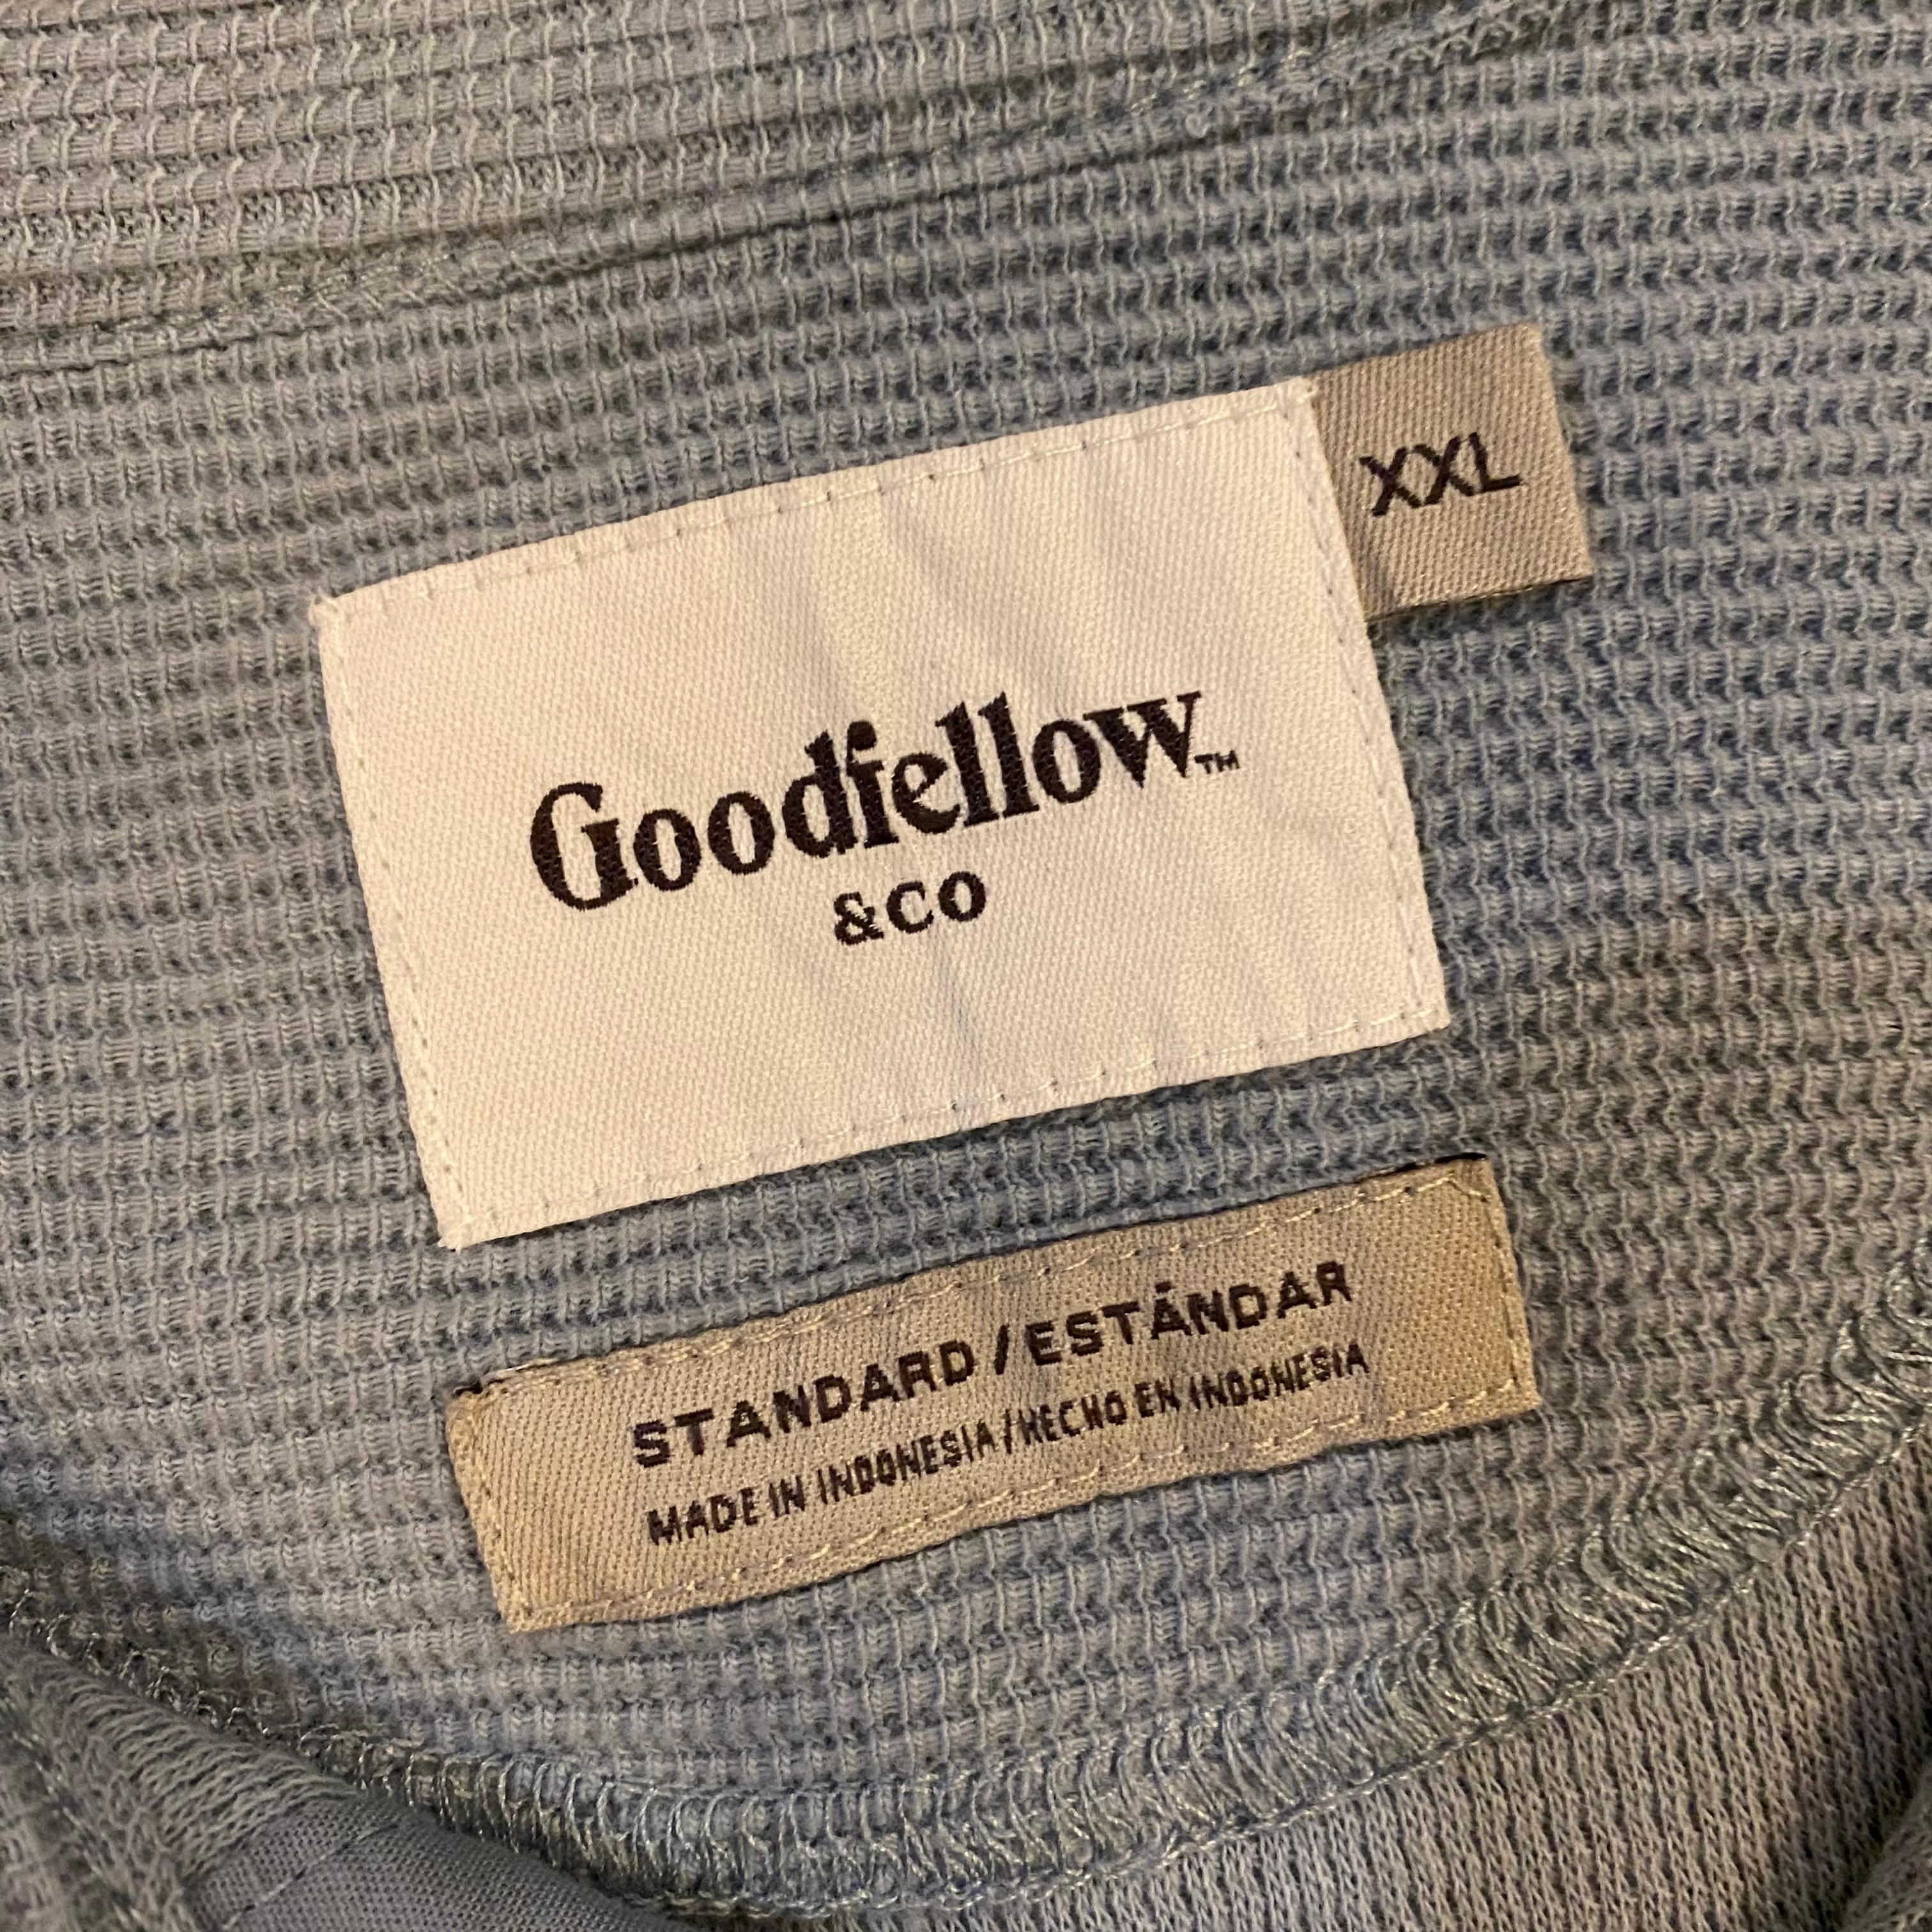 XXL
Goodfellow™
&CO
STANDARD / ESTÁNDAR
MADE IN INDONESIA / HECHO EN INDONESIA